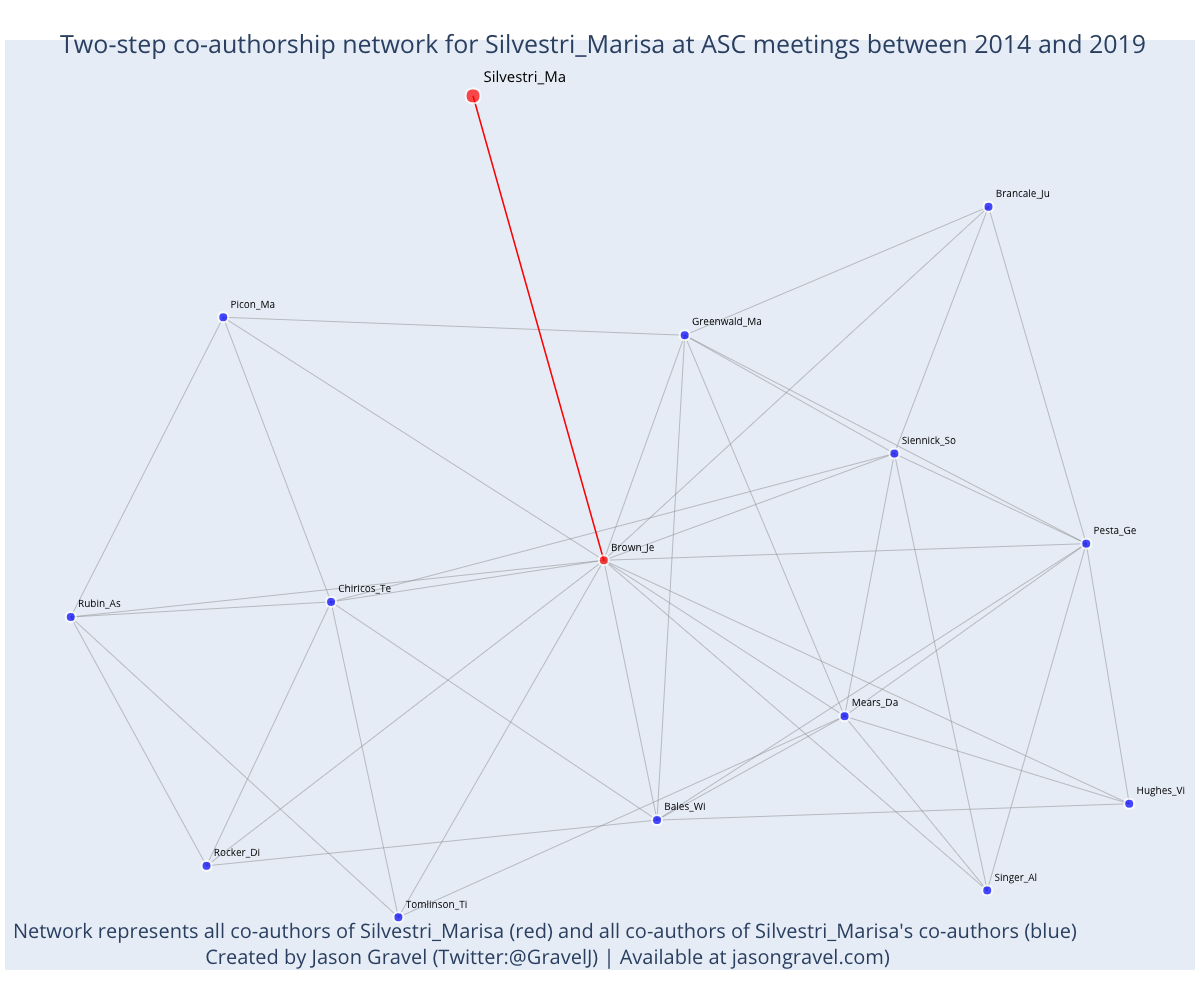 Two-step co-authorship network for Silvestri_Marisa at ASC meetings between 2014 and 2019
Silvestri_Ma
Brancale_Ju
Picon_Ma
Greenwald_Ma
Siennick_So
Pesta_Ge
Brown_Je
Chiricos_Te
Rubin_As
Mears_Da
Hughes_Vi
Bales_Wi
Rocker_Di
Singer_Al
Tomlinson_Ti
Network represents all co-authors of Silvestri_Marisa (red) and all co-authors of Silvestri_Marisa's co-authors (blue)
Created by Jason Gravel (Twitter:@GravelJ) | Available at jasongravel.com)